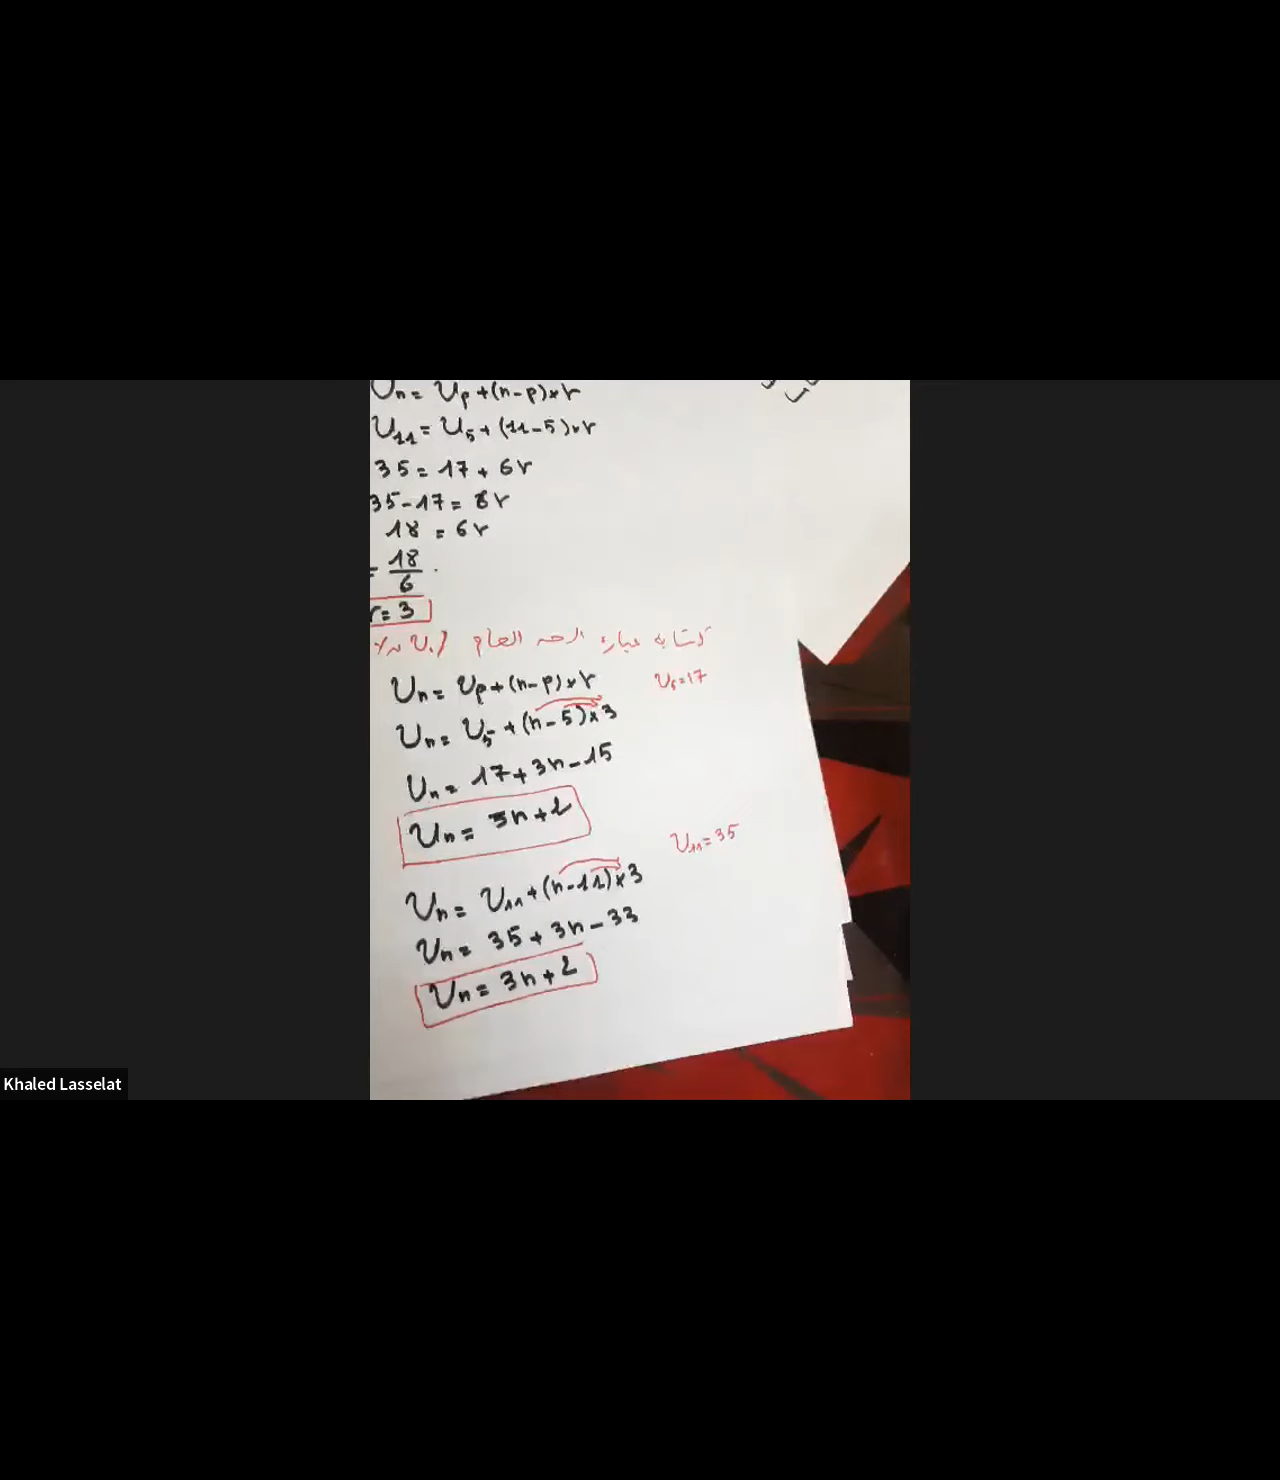 Un = Up + (n-p)×r
U11 = U5 + (11-5)×r
35 = 17 + 6r
35-17 = 6r
18 = 6r
= 18/6
r = 3
كتابة عبارة الحد العام
Un = Up + (n-p)×r
U5 = 17
Un = U5 + (n-5)×3
Un = 17 + 3n - 15
Un = 3n + 2
U11 = 35
Un = U11 + (n-11)×3
Un = 35 + 3n - 33
Un = 3n + 2
Khaled Lasselat